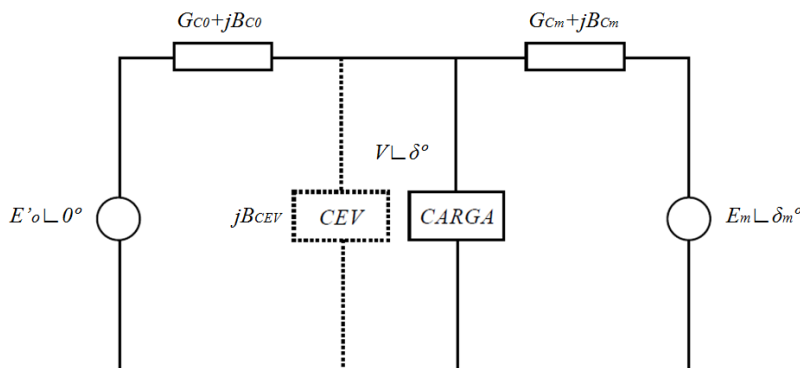 GC0+jBC0
GCm+jBCm
V∟δº
E'o∟0º
jBCEV
CEV
CARGA
Em∟δmº